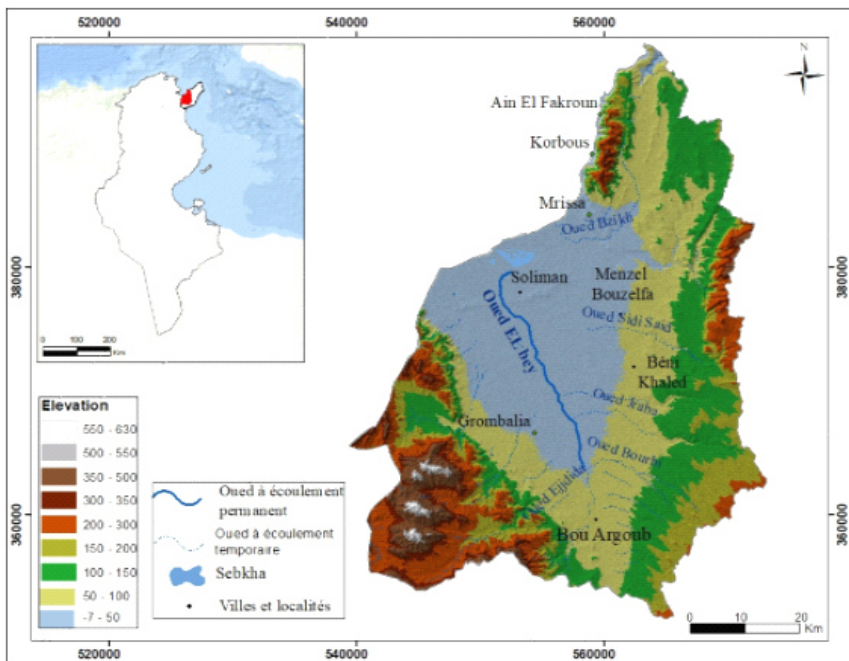 520000
540000
560000
N
380000
360000
380000
360000
0 100 200
Km
Ain El Fakroun
Korbous
Mrissa
Oued Bzikh
Soliman
Menzel
Bouzelfa
Oued EL bey
Oued Sidi Said
Béni
Khaled
Grombalia
Oued Bourbi
Bou Argoub
Elevation
550 - 630
500 - 550
350 - 500
300 - 350
200 - 300
150 - 200
100 - 150
50 - 100
-7 - 50
Oued à écoulement
permanent
Oued à écoulement
temporaire
Sebkha
Villes et localités
0 10 20
Km
520000
540000
560000